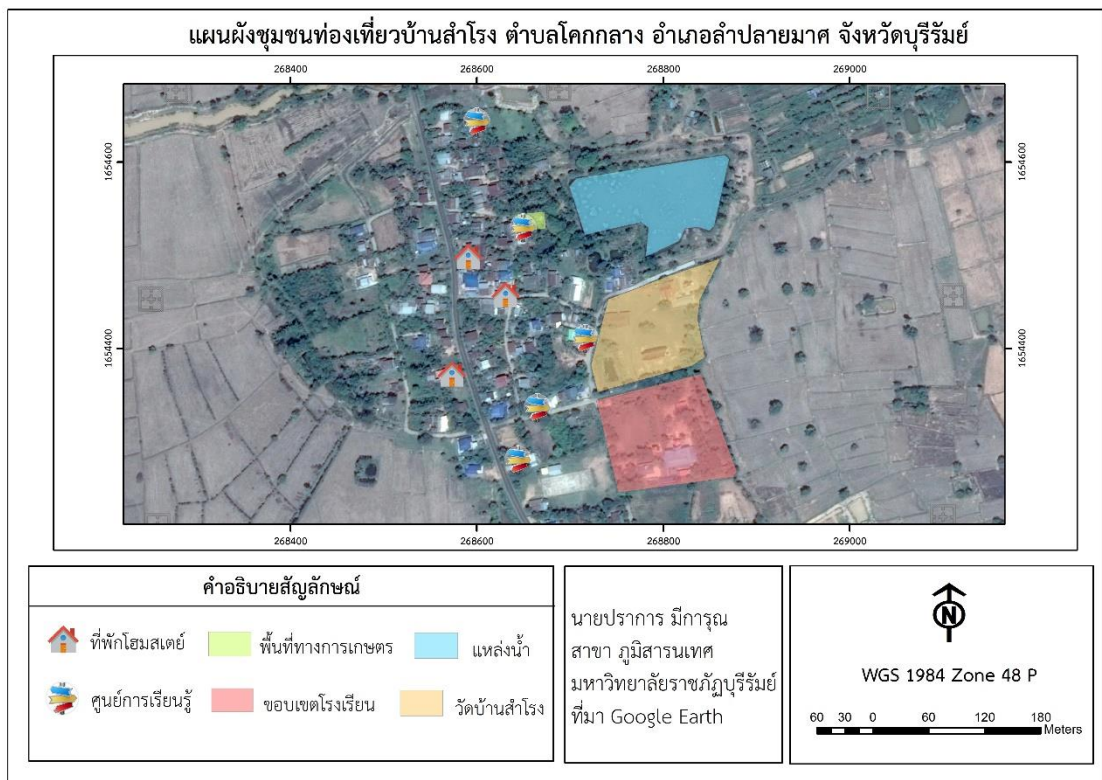 แผนผังชุมชนท่องเที่ยวบ้านสำโรง ตำบลโคกกลาง อำเภอลำปลายมาศ จังหวัดบุรีรัมย์
268400 268600 268800 269000
1654600 1654600
1654400 1654400
268400 268600 268800 269000
คำอธิบายสัญลักษณ์
ที่พักโฮมสเตย์ พื้นที่ทางการเกษตร แหล่งน้ำ
ศูนย์การเรียนรู้ ขอบเขตโรงเรียน วัดบ้านสำโรง
นายปราการ มีการุณ
สาขา ภูมิสารนเทศ
มหาวิทยาลัยราชภัฏบุรีรัมย์
ที่มา Google Earth
N
WGS 1984 Zone 48 P
60 30 0 60 120 180
Meters